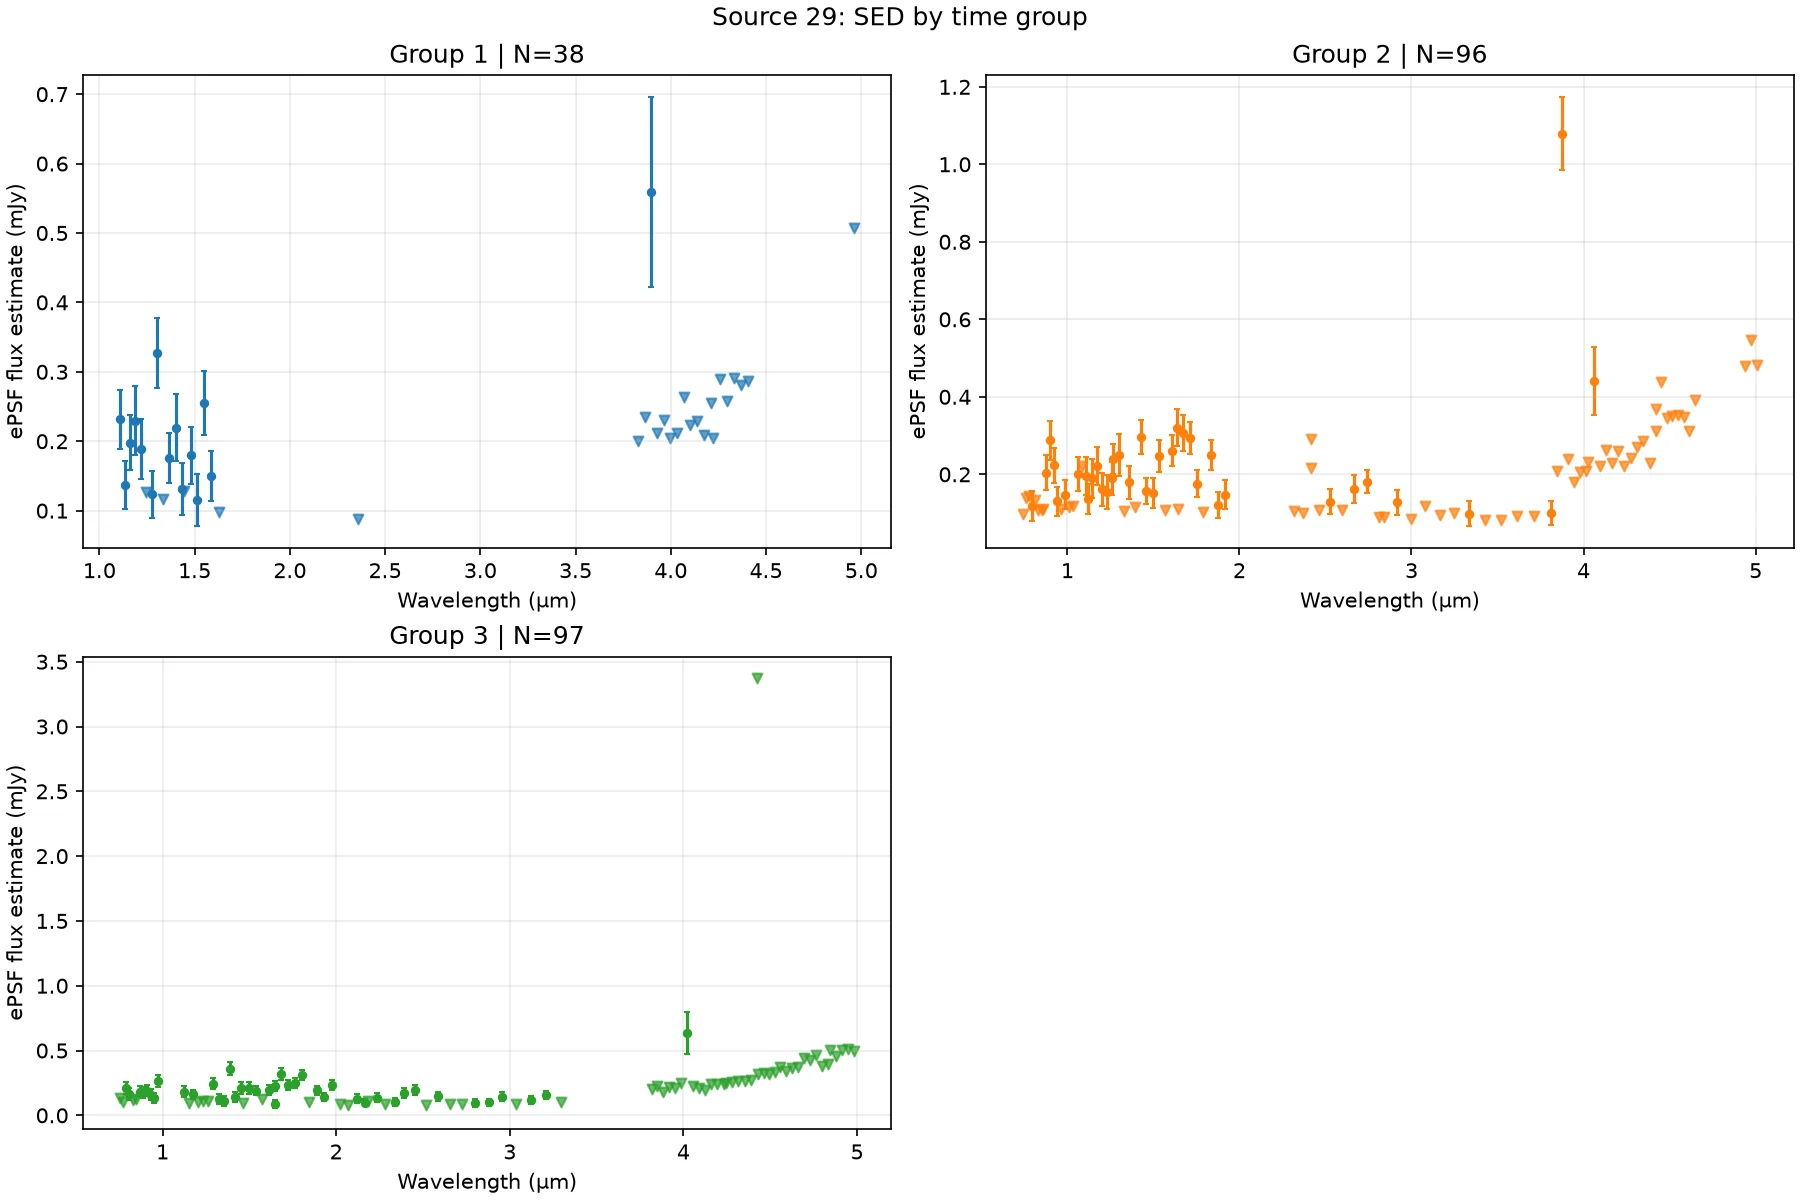 Source 29: SED by time group
Group 1 | N=38
ePSF flux estimate (mJy)
0.7
0.6
0.5
0.4
0.3
0.2
0.1
1.0 1.5 2.0 2.5 3.0 3.5 4.0 4.5 5.0
Wavelength (μm)
Group 2 | N=96
ePSF flux estimate (mJy)
1.2
1.0
0.8
0.6
0.4
0.2
1 2 3 4 5
Wavelength (μm)
Group 3 | N=97
ePSF flux estimate (mJy)
3.5
3.0
2.5
2.0
1.5
1.0
0.5
0.0
1 2 3 4 5
Wavelength (μm)